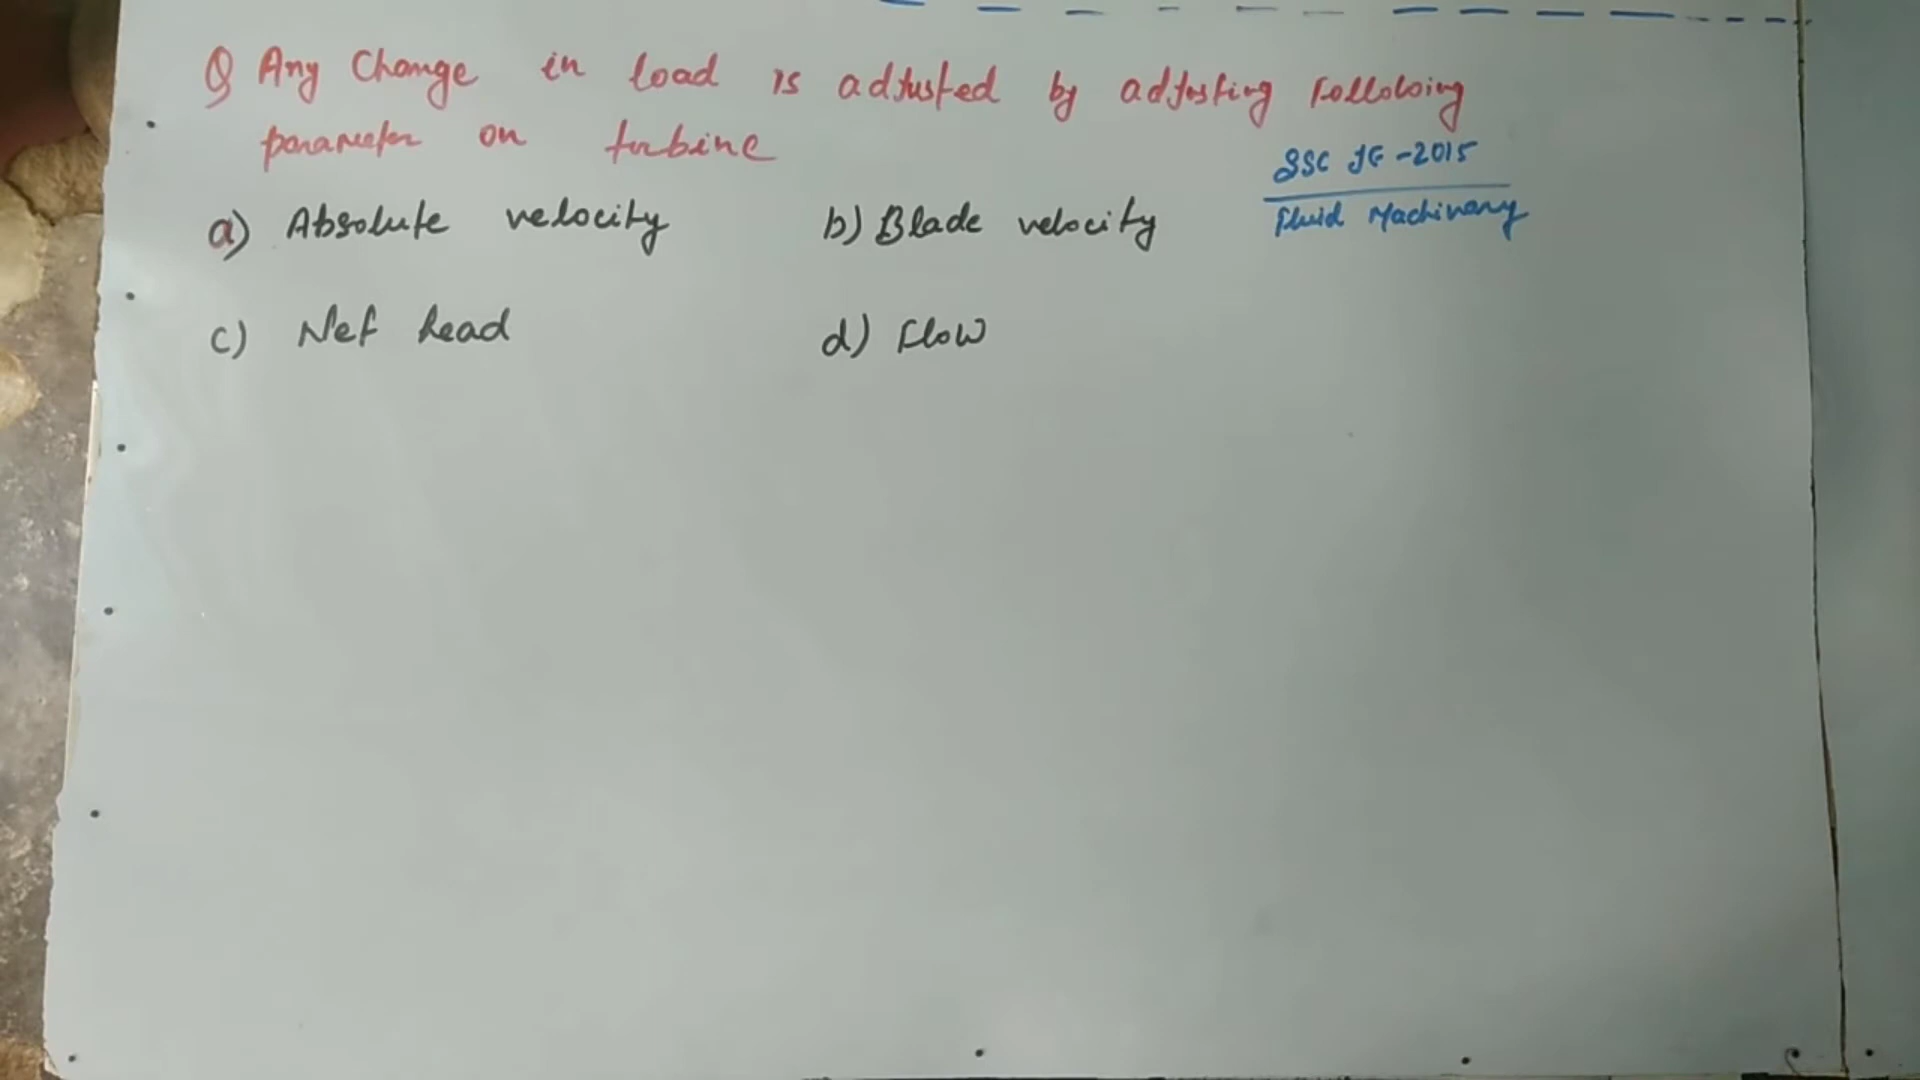 Q Any Change in load is adjusted by adjusting following
parameter on turbine
SSC JE-2015
Fluid Machinary
a) Absolute velocity b) Blade velocity
c) Net head d) Flow